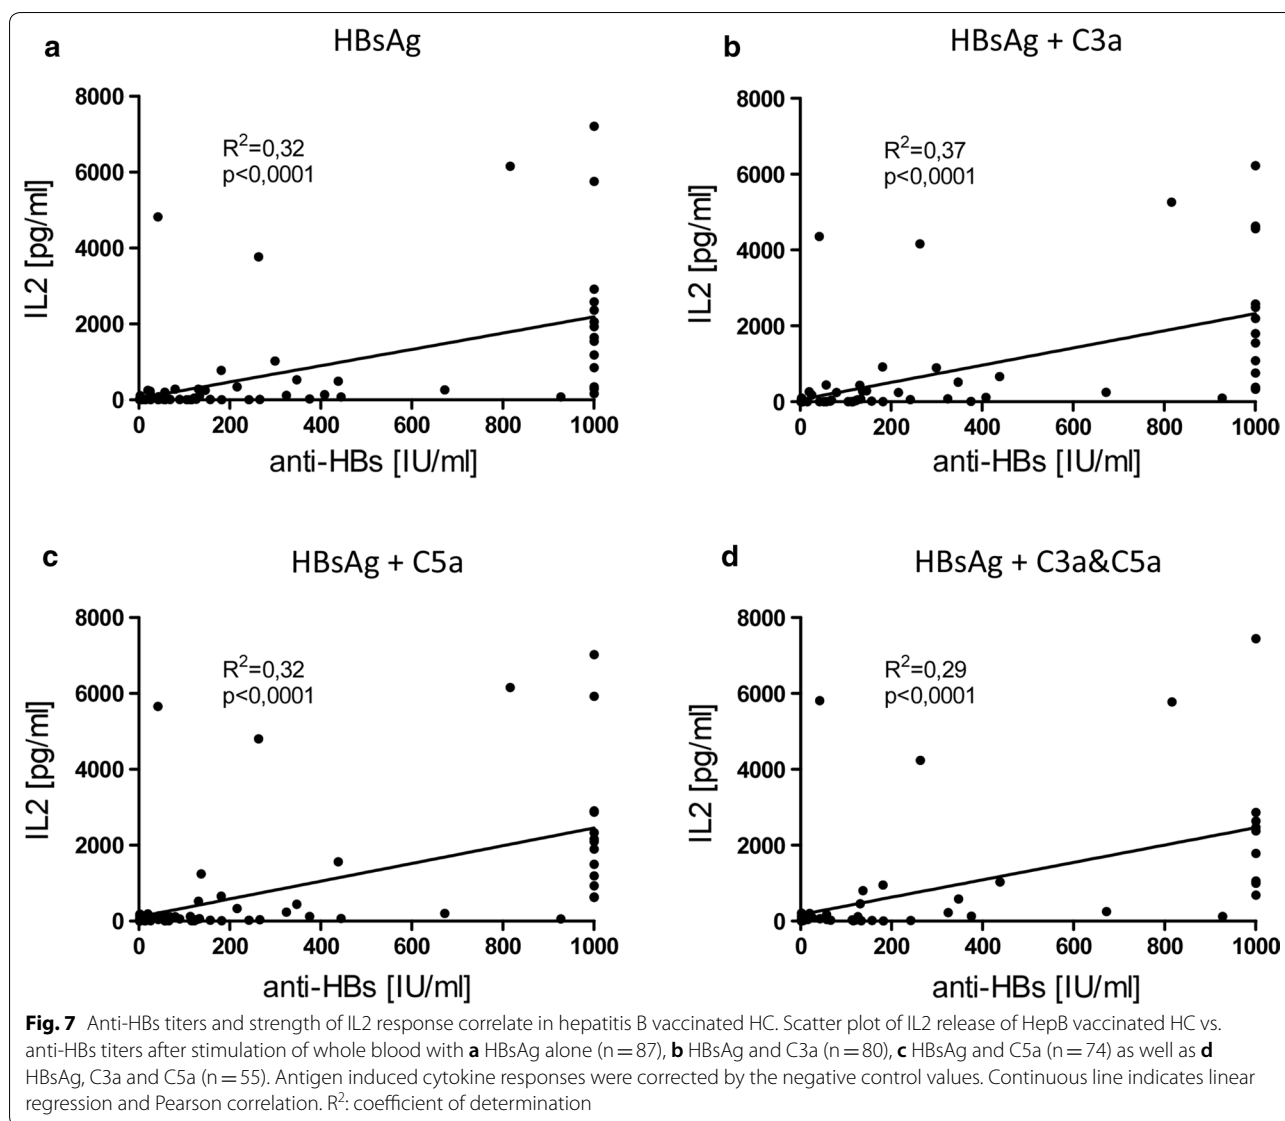 a
HBsAg
8000
6000
4000
2000
0
IL2 [pg/ml]
R²=0,32
p<0,0001
0 200 400 600 800 1000
anti-HBs [IU/ml]
b
HBsAg + C3a
8000
6000
4000
2000
0
IL2 [pg/ml]
R²=0,37
p<0,0001
0 200 400 600 800 1000
anti-HBs [IU/ml]
c
HBsAg + C5a
8000
6000
4000
2000
0
IL2 [pg/ml]
R²=0,32
p<0,0001
0 200 400 600 800 1000
anti-HBs [IU/ml]
d
HBsAg + C3a&C5a
8000
6000
4000
2000
0
IL2 [pg/ml]
R²=0,29
p<0,0001
0 200 400 600 800 1000
anti-HBs [IU/ml]
Fig. 7 Anti-HBs titers and strength of IL2 response correlate in hepatitis B vaccinated HC. Scatter plot of IL2 release of HepB vaccinated HC vs.
anti-HBs titers after stimulation of whole blood with a HBsAg alone (n = 87), b HBsAg and C3a (n = 80), c HBsAg and C5a (n = 74) as well as d
HBsAg, C3a and C5a (n = 55). Antigen induced cytokine responses were corrected by the negative control values. Continuous line indicates linear
regression and Pearson correlation. R²: coefficient of determination